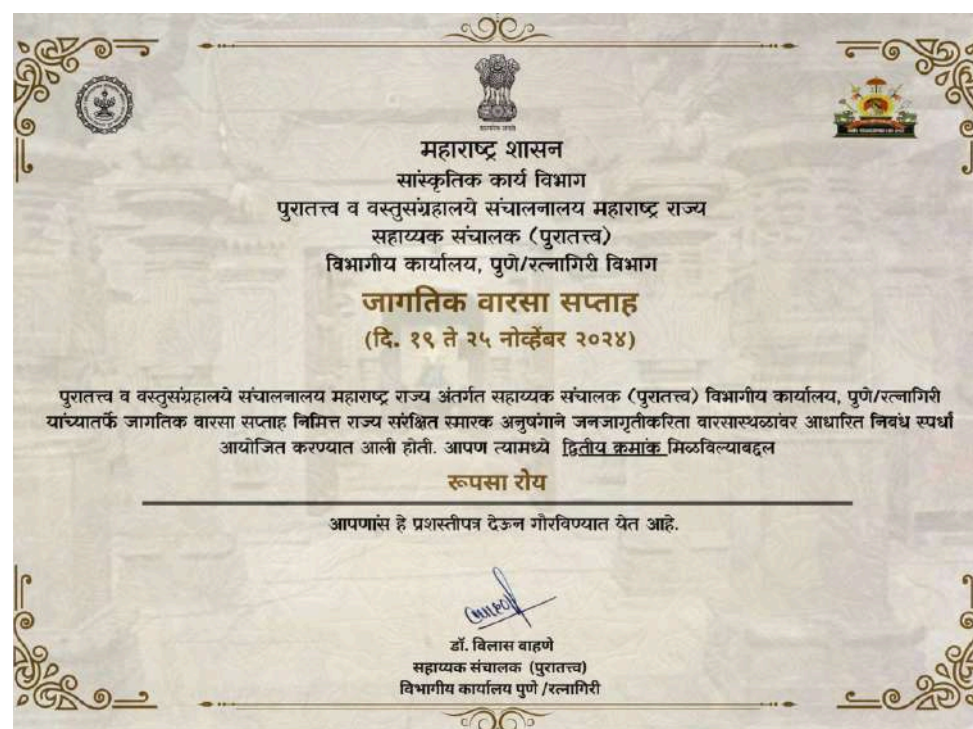 महाराष्ट्र शासन
सांस्कृतिक कार्य विभाग
पुरातत्त्व व वस्तुसंग्रहालये संचालनालय महाराष्ट्र राज्य
सहाय्यक संचालक (पुरातत्त्व)
विभागीय कार्यालय, पुणे/रत्नागिरी विभाग
जागतिक वारसा सप्ताह
(दि. १९ ते २५ नोव्हेंबर २०२४)
पुरातत्त्व व वस्तुसंग्रहालये संचालनालय महाराष्ट्र राज्य अंतर्गत सहाय्यक संचालक (पुरातत्त्व) विभागीय कार्यालय, पुणे/रत्नागिरी
यांच्यातर्फे जागतिक वारसा सप्ताह निमित्त राज्य संरक्षित स्मारक अनुषंगाने जनजागृतीकरिता वारसास्थळांवर आधारित निबंध स्पर्धा
आयोजित करण्यात आली होती. आपण त्यामध्ये द्वितीय क्रमांक मिळविल्याबद्दल
रूपसा रोय
आपणांस हे प्रशस्तीपत्र देऊन गौरविण्यात येत आहे.
डॉ. विलास वाहणे
सहाय्यक संचालक (पुरातत्त्व)
विभागीय कार्यालय पुणे /रत्नागिरी